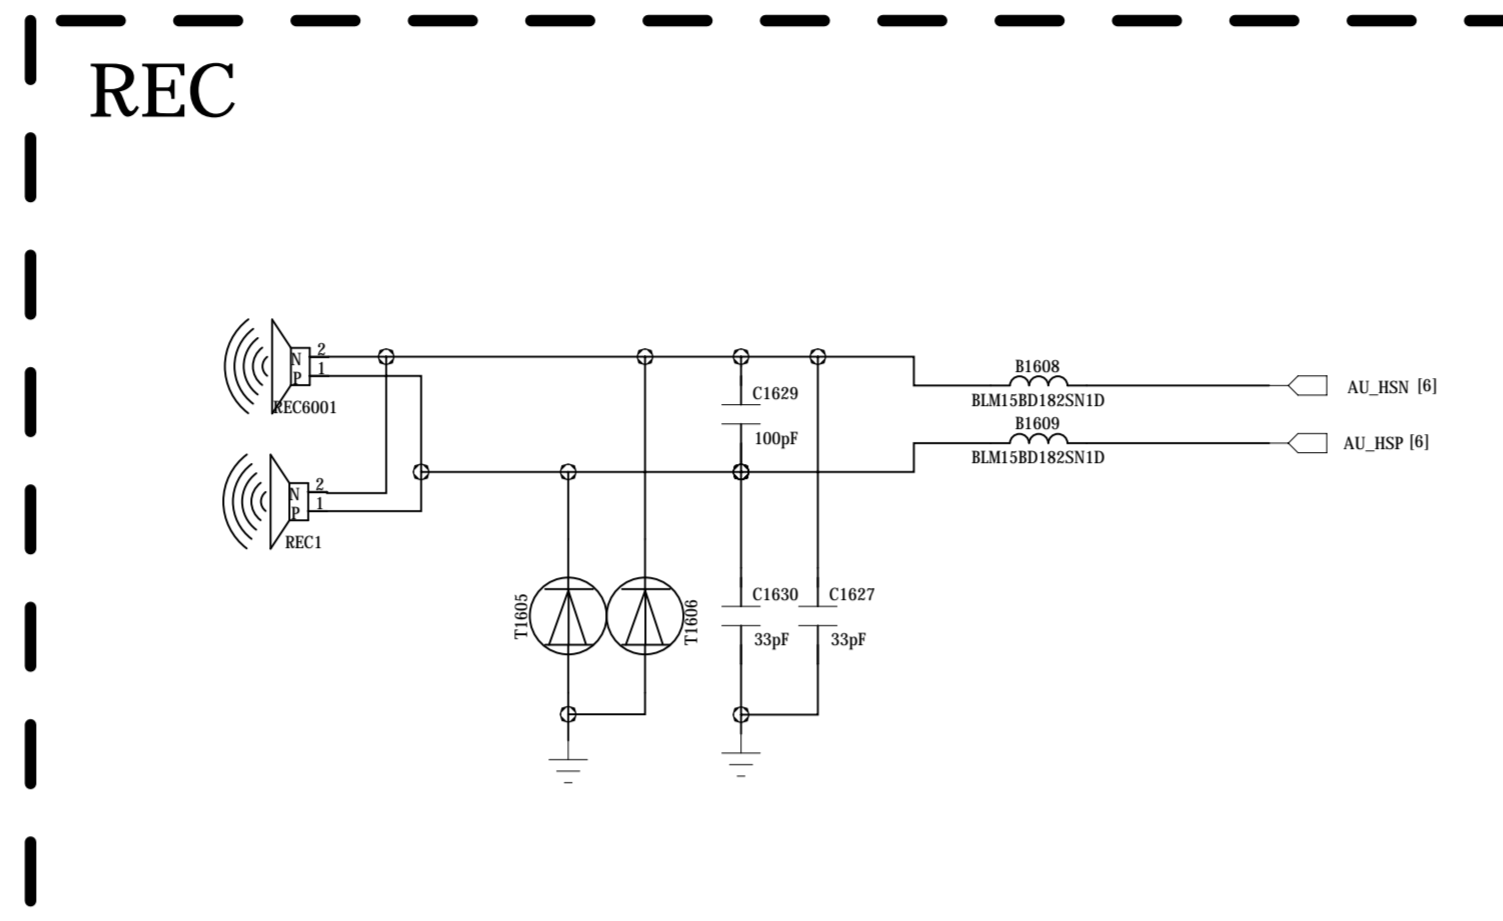 REC
N 2
P 1
REC6001
N 2
P 1
REC1
C1629
100pF
B1608
BLM15BD182SN1D
AU_HSN [6]
B1609
BLM15BD182SN1D
AU_HSP [6]
T1605
T1606
C1630
33pF
C1627
33pF